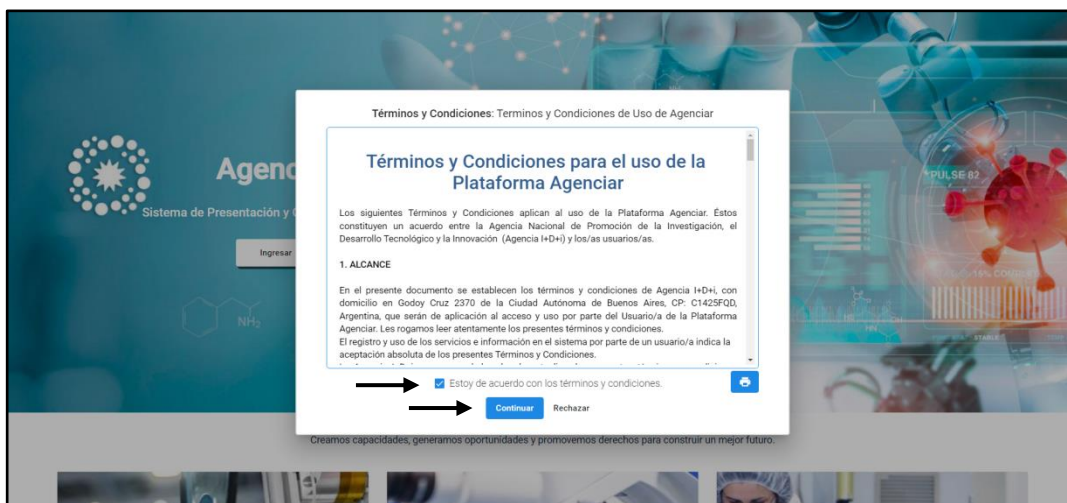 Términos y Condiciones: Terminos y Condiciones de Uso de Agenciar
Términos y Condiciones para el uso de la
Plataforma Agenciar
Los siguientes Términos y Condiciones aplican al uso de la Plataforma Agenciar. Éstos
constituyen un acuerdo entre la Agencia Nacional de Promoción de la Investigación, el
Desarrollo Tecnológico y la Innovación (Agencia I+D+i) y los/as usuarios/as.
1. ALCANCE
En el presente documento se establecen los términos y condiciones de Agencia I+D+i, con
domicilio en Godoy Cruz 2370 de la Ciudad Autónoma de Buenos Aires, CP: C1425FQD,
Argentina, que serán de aplicación al acceso y uso por parte del Usuario/a de la Plataforma
Agenciar. Les rogamos leer atentamente los presentes términos y condiciones.
El registro y uso de los servicios e información en el sistema por parte de un usuario/a indica la
aceptación absoluta de los presentes Términos y Condiciones.
Estoy de acuerdo con los términos y condiciones.
Continuar Rechazar
Agenc
Sistema de Presentación y
Ingresar
NH₂
PULSE 82
HN
STABLE
Creamos capacidades, generamos oportunidades y promovemos derechos para construir un mejor futuro.